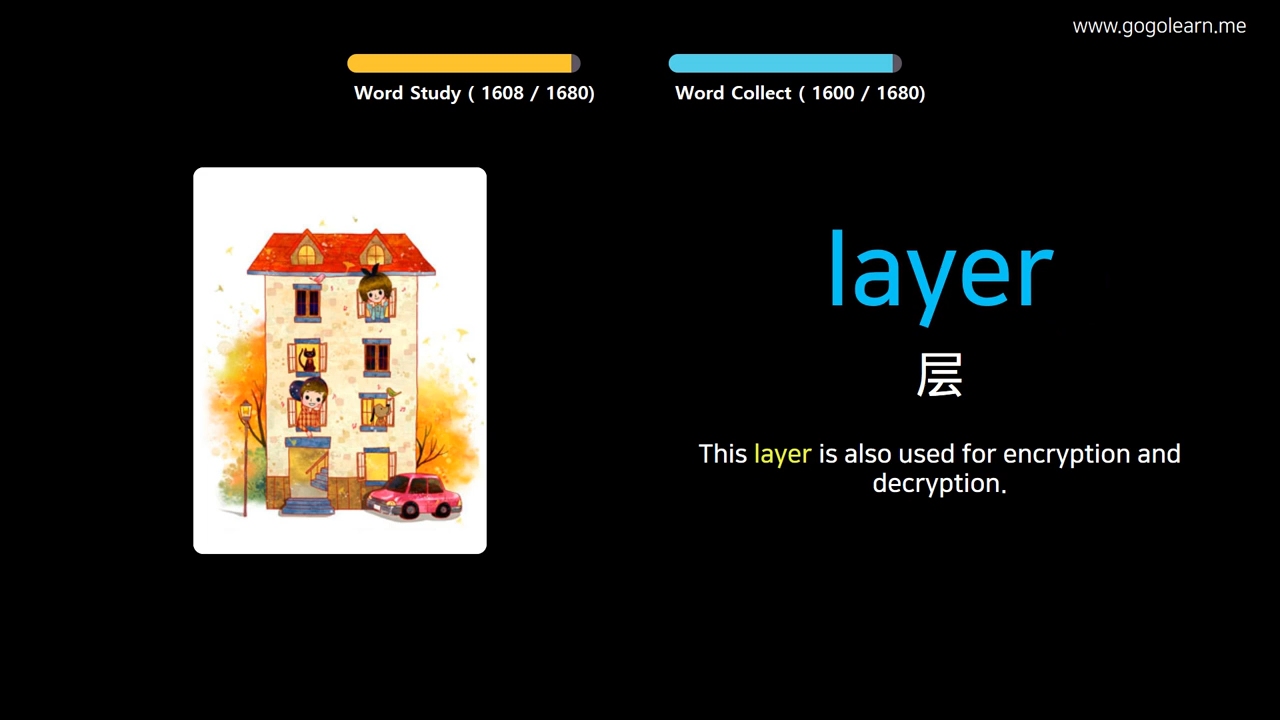 www.gogolearn.me
Word Study ( 1608 / 1680)
Word Collect ( 1600 / 1680)
layer
层
This layer is also used for encryption and
decryption.